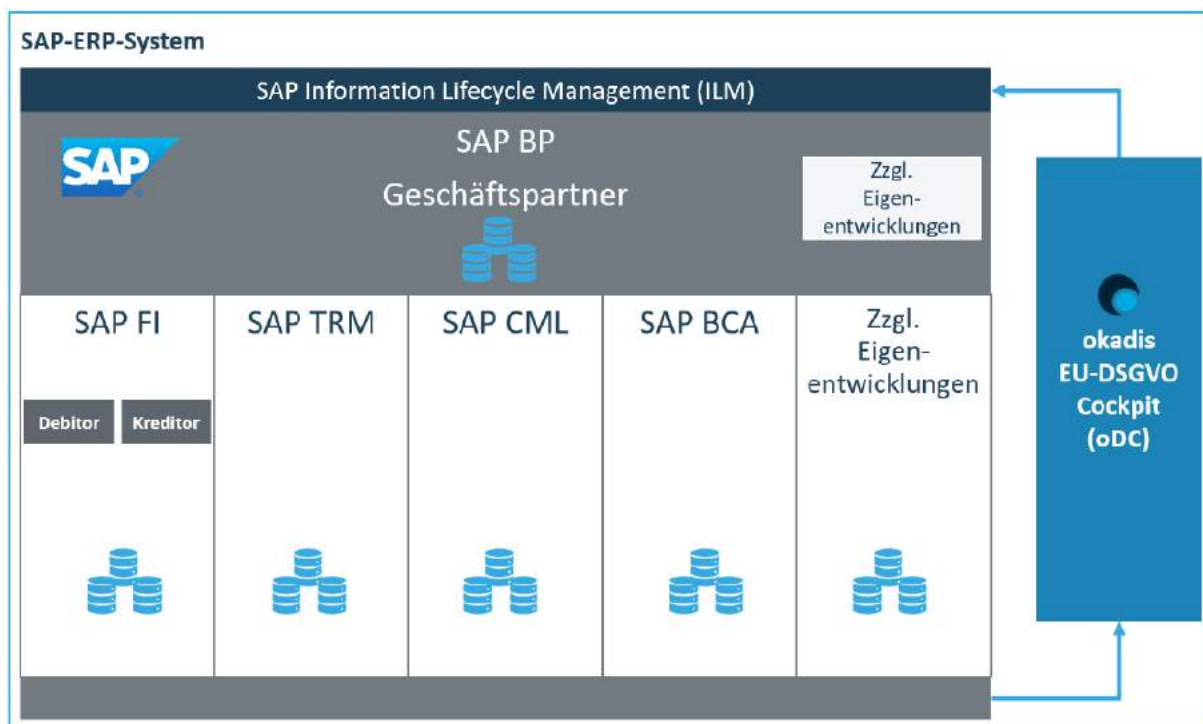 SAP-ERP-System
SAP Information Lifecycle Management (ILM)
SAP
SAP BP
Geschäftspartner
Zzgl.
Eigen-
entwicklungen
SAP FI
Debitor
Kreditor
SAP TRM
SAP CML
SAP BCA
Zzgl.
Eigen-
entwicklungen
okadis
EU-DSGVO
Cockpit
(oDC)